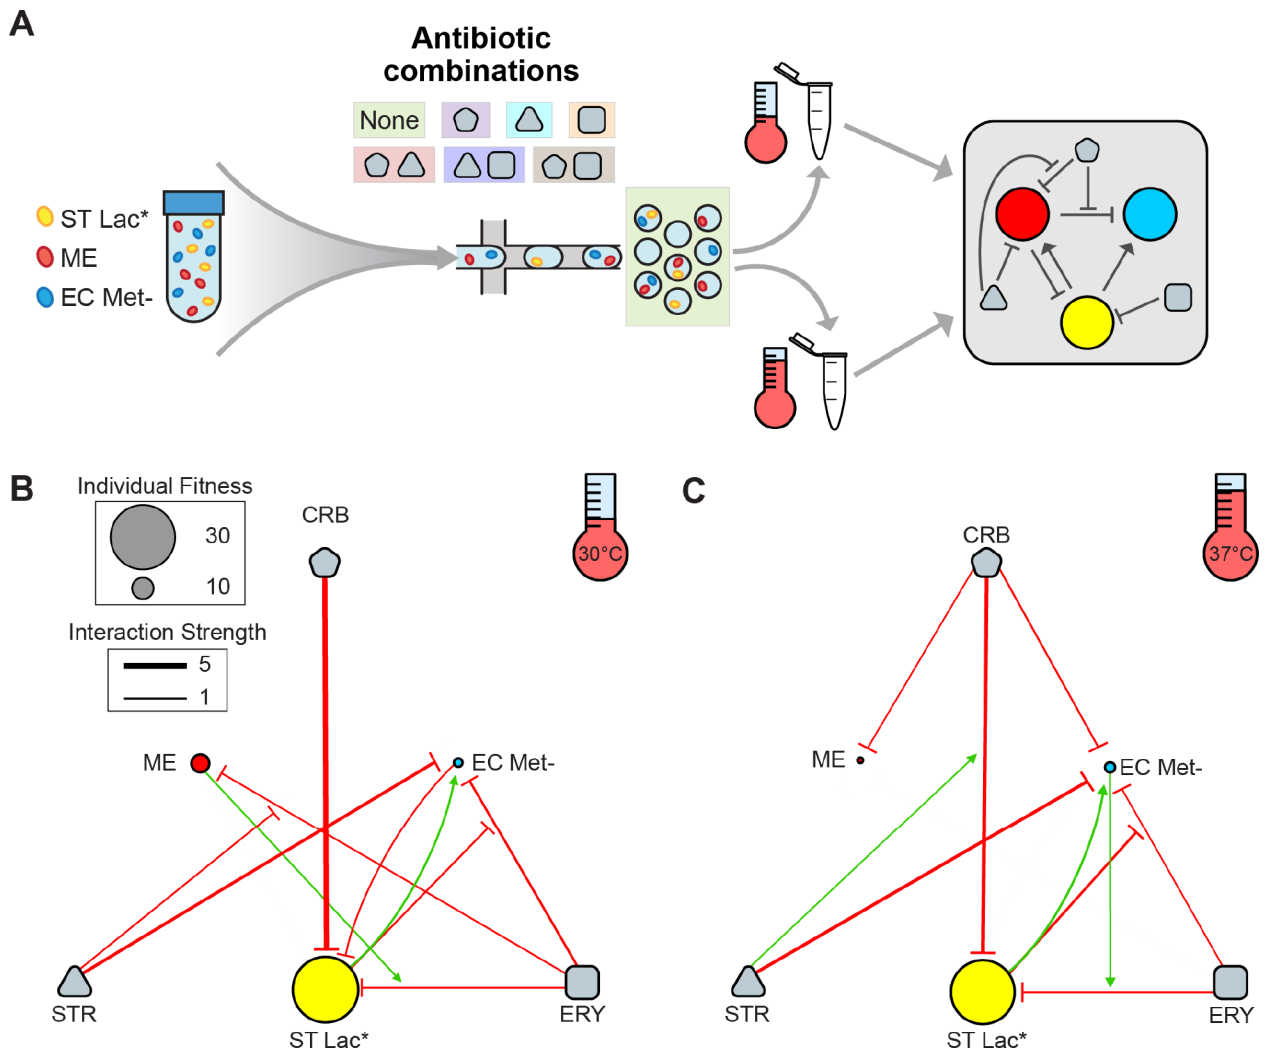 A
Antibiotic
combinations
None
ST Lac*
ME
EC Met-
B
Individual Fitness
30
10
Interaction Strength
5
1
CRB
30°C
ME
EC Met-
STR
ST Lac*
ERY
C
CRB
37°C
ME
EC Met-
STR
ST Lac*
ERY